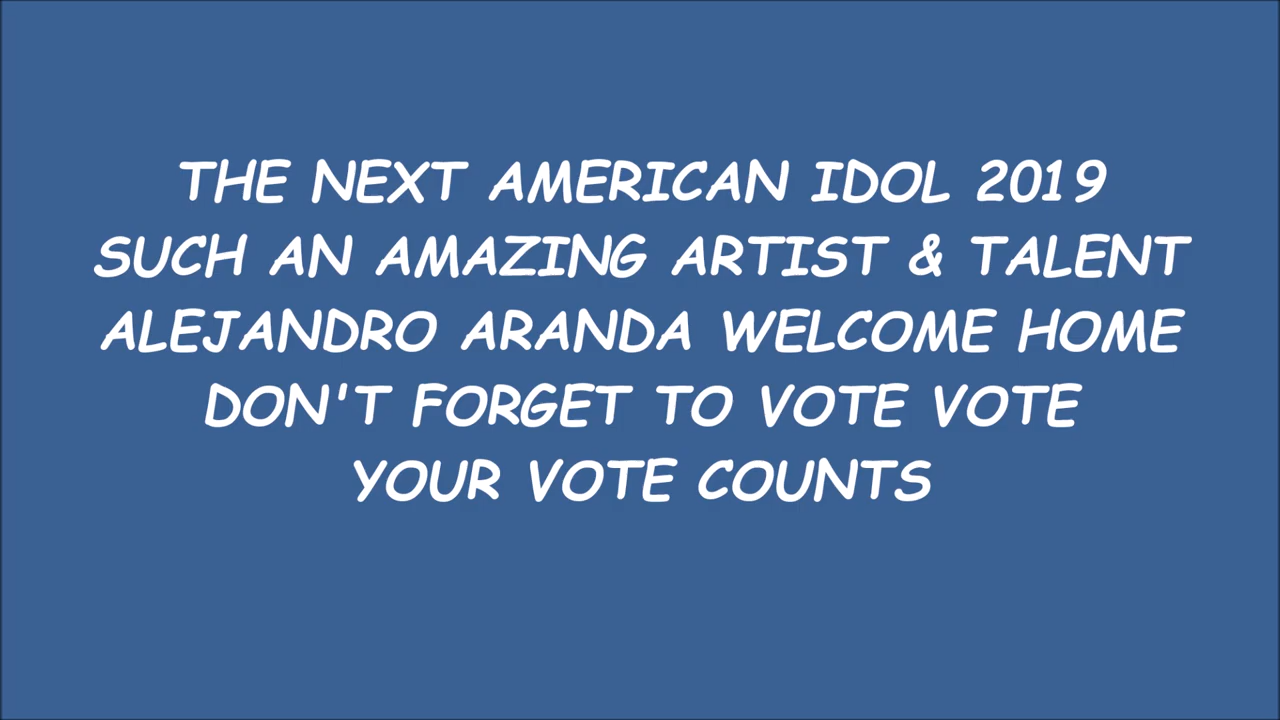 THE NEXT AMERICAN IDOL 2019
SUCH AN AMAZING ARTIST & TALENT
ALEJANDRO ARANDA WELCOME HOME
DON'T FORGET TO VOTE VOTE
YOUR VOTE COUNTS